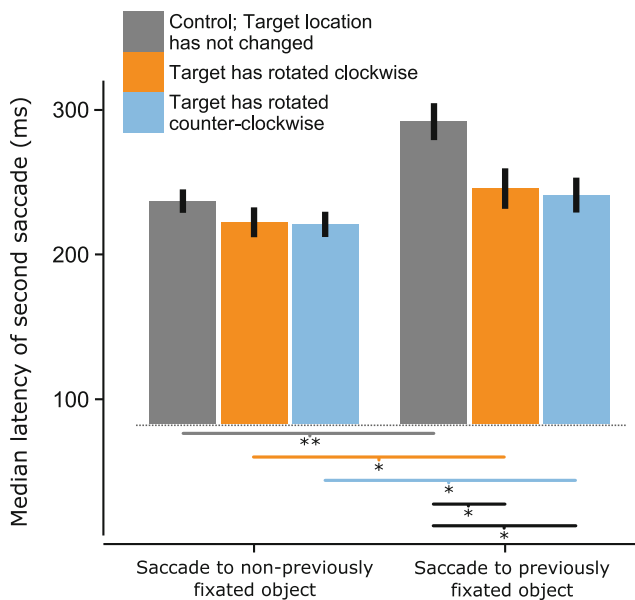 Control; Target location
has not changed
Target has rotated clockwise
Target has rotated
counter-clockwise
Median latency of second saccade (ms)
300
200
100
**
*
*
*
*
Saccade to non-previously
fixated object
Saccade to previously
fixated object